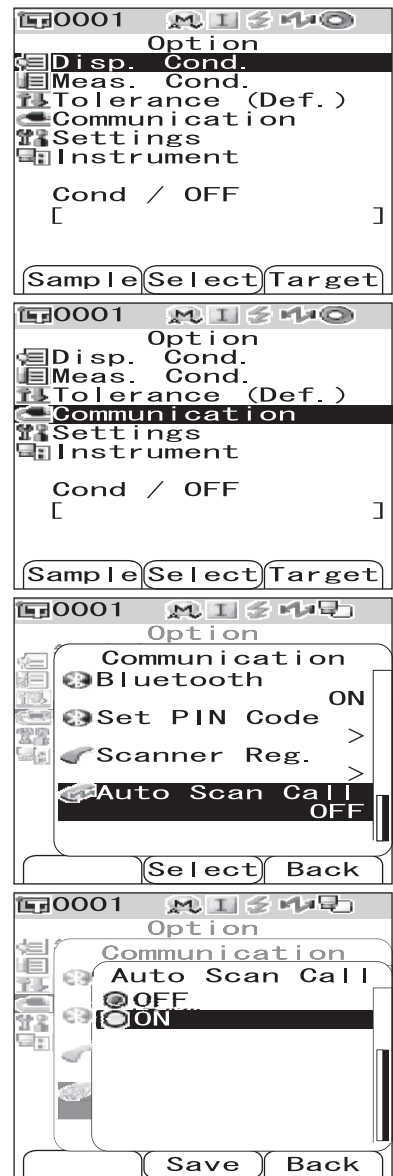 0001
Option
Disp. Cond.
Meas. Cond.
Tolerance (Def.)
Communication
Settings
Instrument
Cond / OFF
[ ]
Sample Select Target
0001
Option
Disp. Cond.
Meas. Cond.
Tolerance (Def.)
Communication
Settings
Instrument
Cond / OFF
[ ]
Sample Select Target
0001
Option
Communication
Bluetooth
ON
Set PIN Code
>
Scanner Reg.
>
Auto Scan Call
OFF
Select Back
0001
Option
Communication
Auto Scan Call
OFF
ON
Save Back